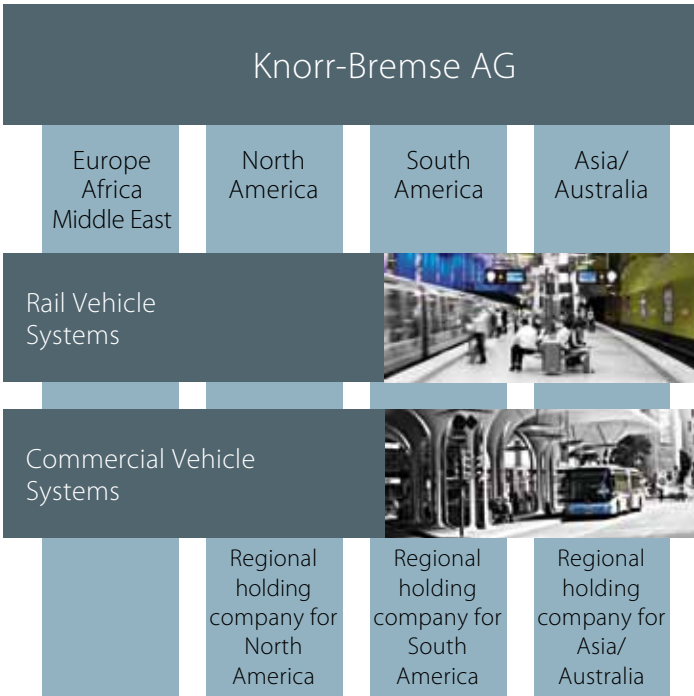 Knorr-Bremse AG
Europe
Africa
Middle East
North
America
South
America
Asia/
Australia
Rail Vehicle
Systems
Commercial Vehicle
Systems
Regional
holding
company for
North
America
Regional
holding
company for
South
America
Regional
holding
company for
Asia/
Australia